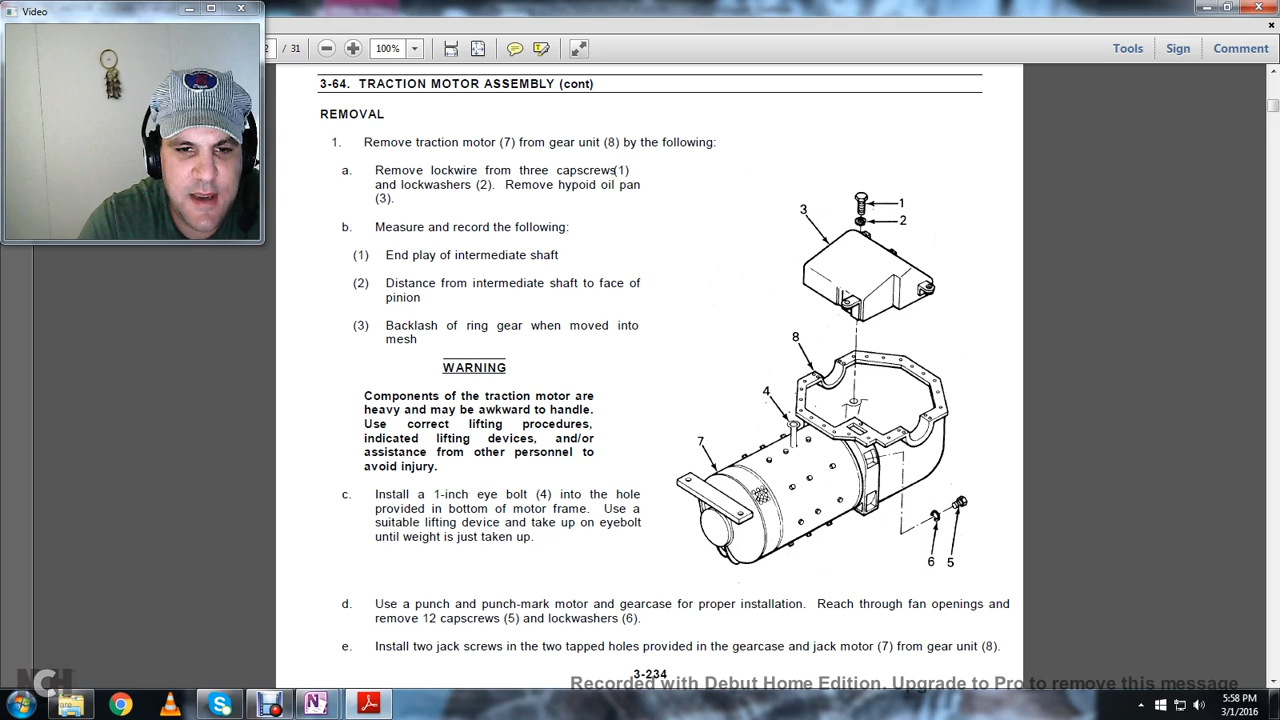 Video
/ 31
100%
Tools
Sign
Comment
3-64. TRACTION MOTOR ASSEMBLY (cont)
REMOVAL
1. Remove traction motor (7) from gear unit (8) by the following:
a. Remove lockwire from three capscrews(1)
and lockwashers (2). Remove hypoid oil pan
(3).
b. Measure and record the following:
(1) End play of intermediate shaft
(2) Distance from intermediate shaft to face of
pinion
(3) Backlash of ring gear when moved into
mesh
WARNING
Components of the traction motor are
heavy and may be awkward to handle.
Use correct lifting procedures,
indicated lifting devices, and/or
assistance from other personnel to
avoid injury.
c. Install a 1-inch eye bolt (4) into the hole
provided in bottom of motor frame. Use a
suitable lifting device and take up on eyebolt
until weight is just taken up.
1
2
3
8
4
7
6
5
d. Use a punch and punch-mark motor and gearcase for proper installation. Reach through fan openings and
remove 12 capscrews (5) and lockwashers (6).
e. Install two jack screws in the two tapped holes provided in the gearcase and jack motor (7) from gear unit (8).
3-234
NCH
Recorded with Debut Home Edition. Upgrade to Pro to remove this message
5:58 PM
3/1/2016